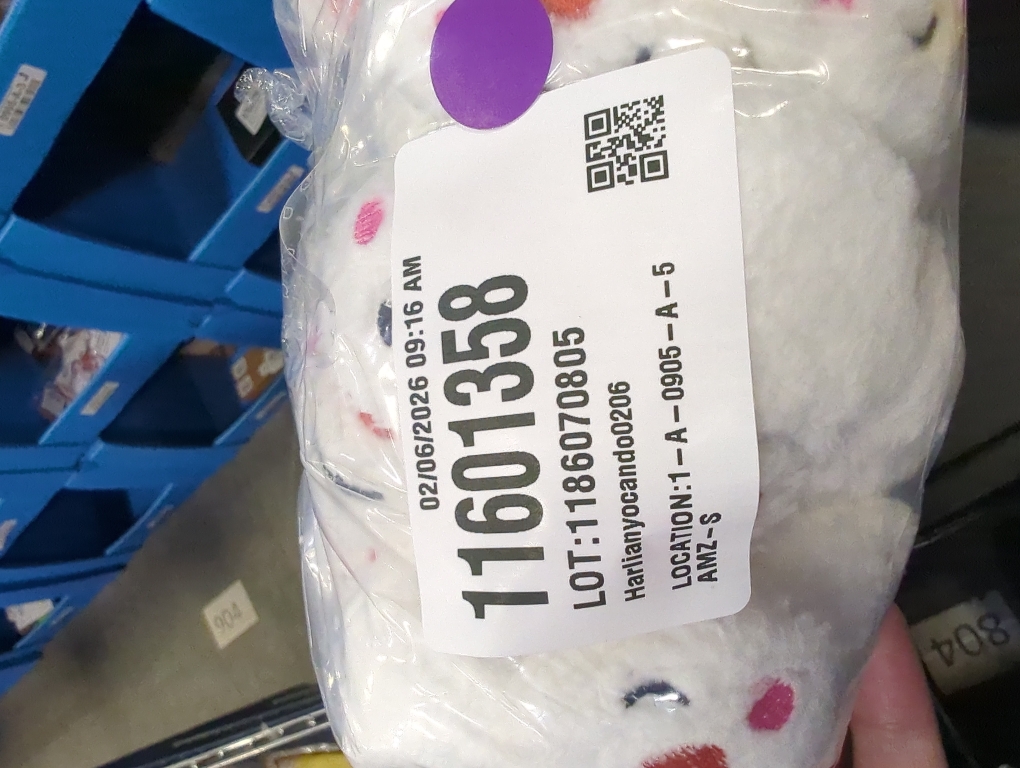 02/06/2026 09:16 AM
11601358
LOT:1186070805
Harlianyocando0206
LOCATION:1-A-0905-A-5
AMZ-S
904
804